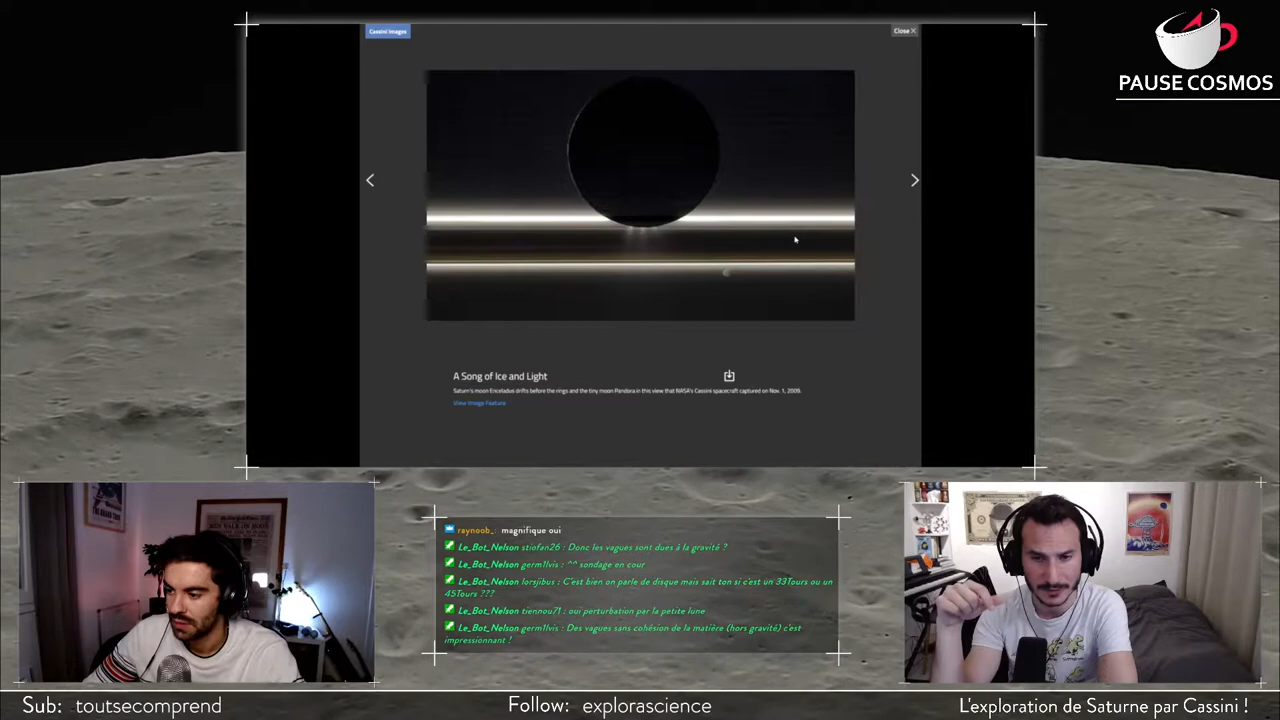 Cassini Images
Close X
PAUSE COSMOS
A Song of Ice and Light
Saturn's moon Enceladus drifts before the rings and the tiny moon Pandora in this view that NASA's Cassini spacecraft captured on Nov. 1, 2009.
View Image Feature
raynoob_: magnifique oui
Le_Bot_Nelson stiofan26 : Donc les vagues sont dues à la gravité ?
Le_Bot_Nelson germ1lvis : ^^ sondage en cour
Le_Bot_Nelson lorsjibus : C'est bien on parle de disque mais sait ton si c'est un 33Tours ou un
45Tours ???
Le_Bot_Nelson tiennou71 : oui perturbation par la petite lune
Le_Bot_Nelson germ1lvis : Des vagues sans cohésion de la matière (hors gravité) c'est
impressionnant !
Sub: toutsecomprend
Follow: explorascience
L'exploration de Saturne par Cassini !